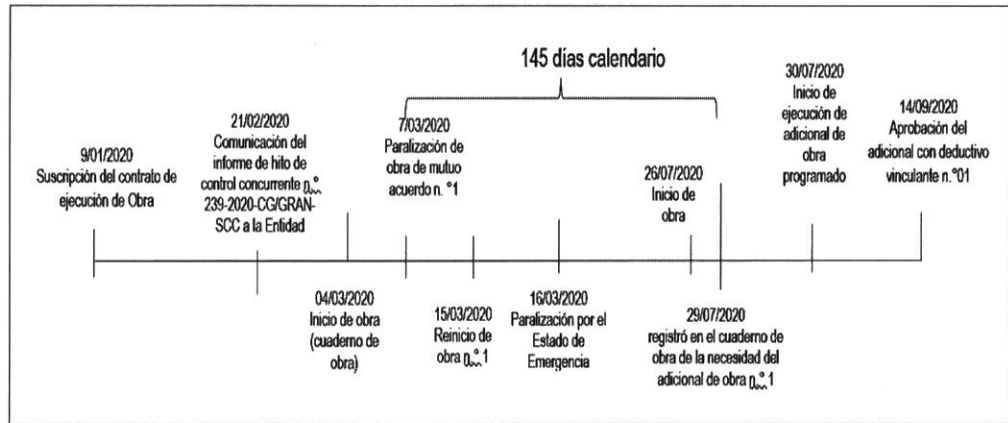 145 días calendario
9/01/2020
Suscripción del contrato de
ejecución de Obra
21/02/2020
Comunicación del
informe de hito de
control concurrente n.°
239-2020-CG/GRAN-
SCC a la Entidad
04/03/2020
Inicio de obra
(cuaderno de
obra)
7/03/2020
Paralización de
obra de mutuo
acuerdo n. °1
15/03/2020
Reinicio de
obra n.° 1
16/03/2020
Paralización por el
Estado de
Emergencia
26/07/2020
Inicio de
obra
29/07/2020
registró en el cuaderno de
obra de la necesidad del
adicional de obra n.° 1
30/07/2020
Inicio de
ejecución de
adicional de
obra
programado
14/09/2020
Aprobación del
adicional con deductivo
vinculante n.°01